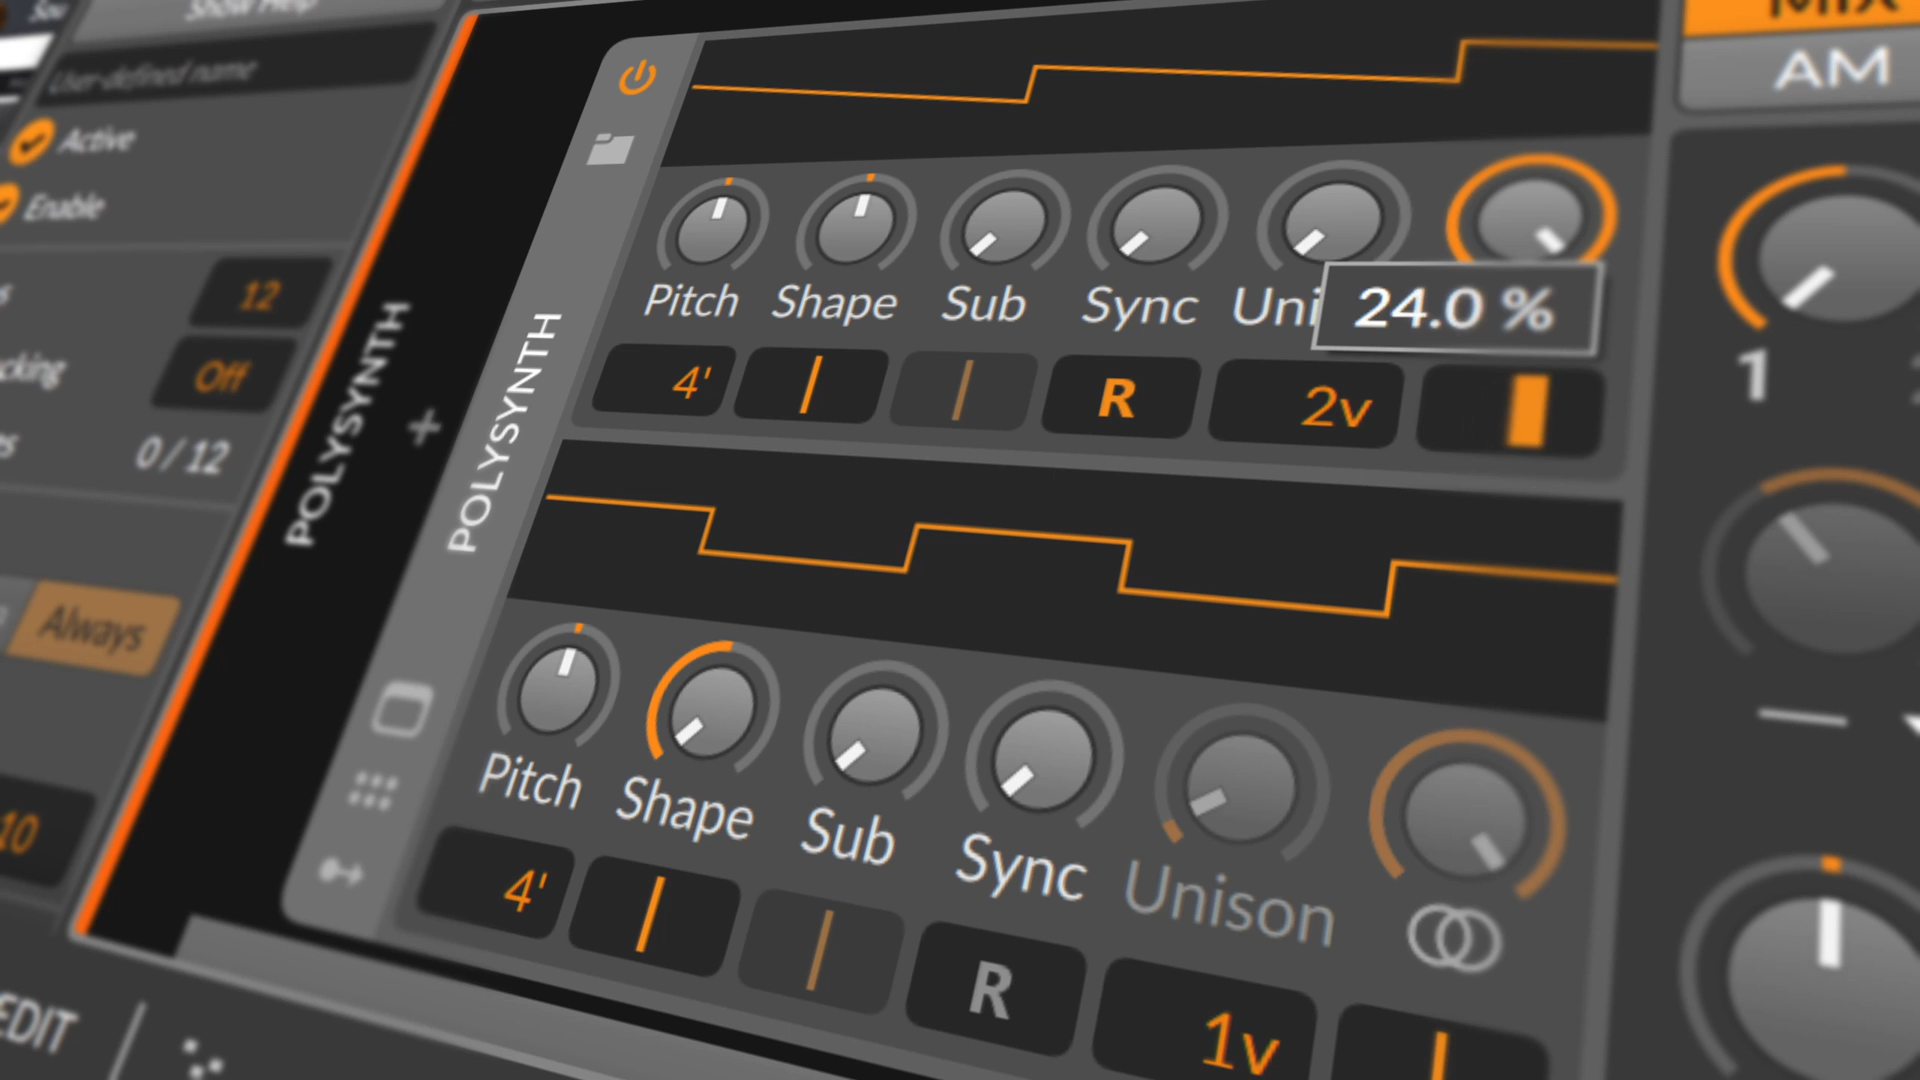 Show Help
User-defined name
Active
Enable
12
Off
0 / 12
Always
10
EDIT
POLYSYNTH
+
POLYSYNTH
Pitch
Shape
Sub
Sync
Uni
24.0 %
4'
R
2v
Pitch
Shape
Sub
Sync
Unison
4'
R
1v
MIX
AM
1